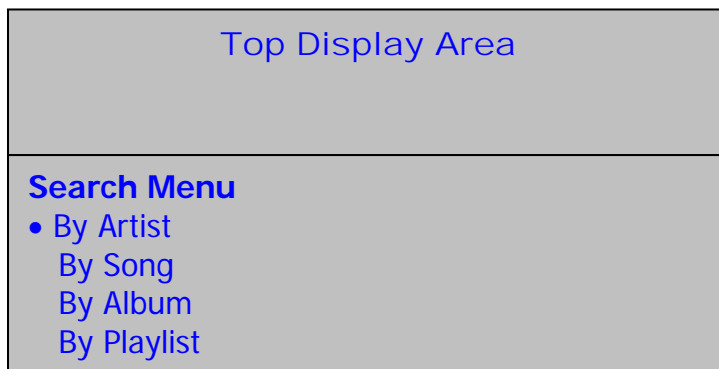 Top Display Area
Search Menu
• By Artist
By Song
By Album
By Playlist